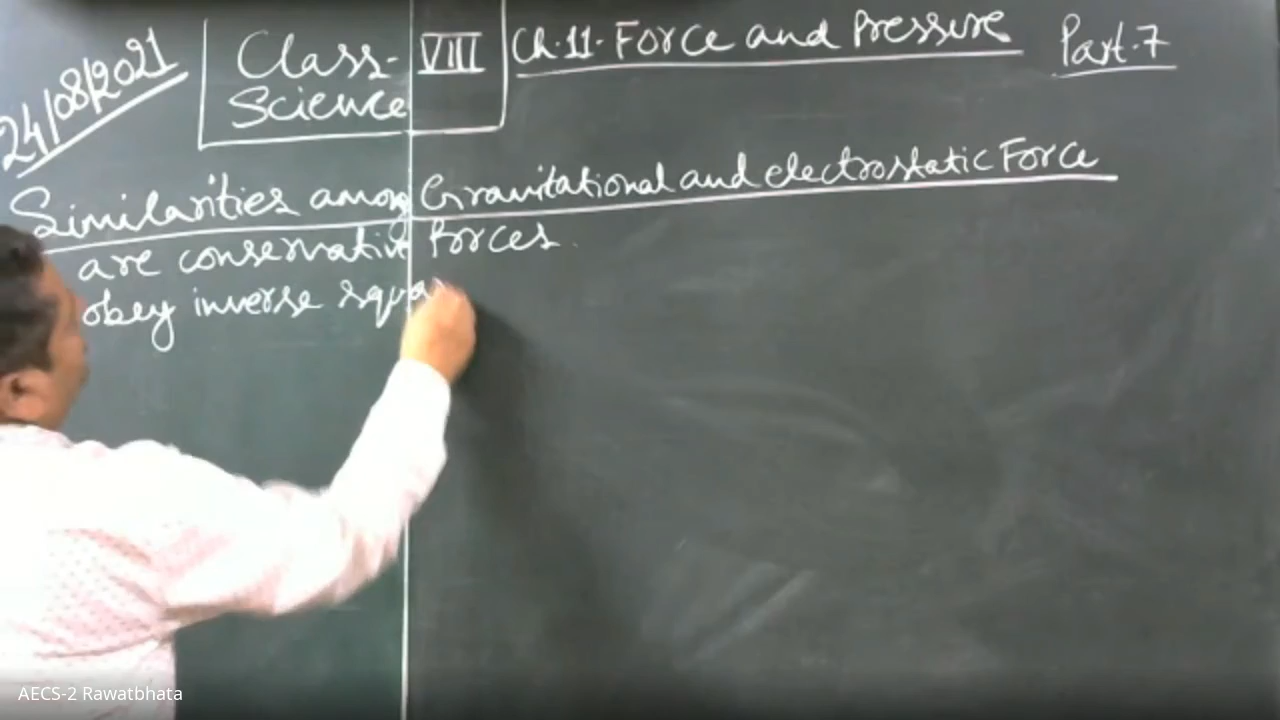 24/08/2021
Class- VIII
Science
Ch.11. Force and Pressure
Part.7
Similarities among Gravitational and electrostatic Force
are conservative forces.
obey inverse squa
AECS-2 Rawatbhata